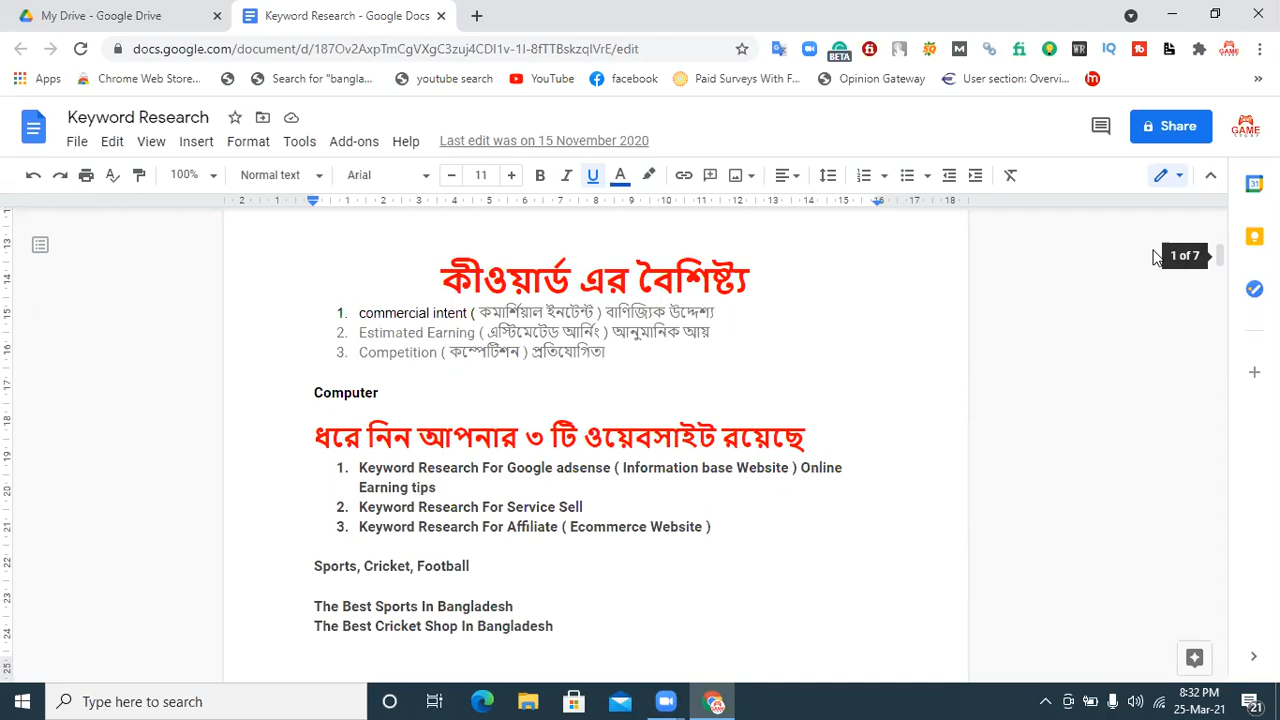 My Drive - Google Drive
Keyword Research - Google Docs
docs.google.com/document/d/187Ov2AxpTmCgVXgC3zuj4CDI1v-1I-8fTTBskzqIVrE/edit
BETA
Apps
Chrome Web Store...
Search for "bangla...
youtube search
YouTube
facebook
Paid Surveys With F...
Opinion Gateway
User section: Overvi...
Keyword Research
File Edit View Insert Format Tools Add-ons Help
Last edit was on 15 November 2020
Share
100% Normal text Arial 11
1 of 7
কীওয়ার্ড এর বৈশিষ্ট্য
1. commercial intent ( কমার্শিয়াল ইনটেন্ট ) বাণিজ্যিক উদ্দেশ্য
2. Estimated Earning ( এস্টিমেটেড আর্নিং ) আনুমানিক আয়
3. Competition ( কম্পেটিশন ) প্রতিযোগিতা
Computer
ধরে নিন আপনার ৩ টি ওয়েবসাইট রয়েছে
1. Keyword Research For Google adsense ( Information base Website ) Online
Earning tips
2. Keyword Research For Service Sell
3. Keyword Research For Affiliate ( Ecommerce Website )
Sports, Cricket, Football
The Best Sports In Bangladesh
The Best Cricket Shop In Bangladesh
Type here to search
8:32 PM
25-Mar-21
21